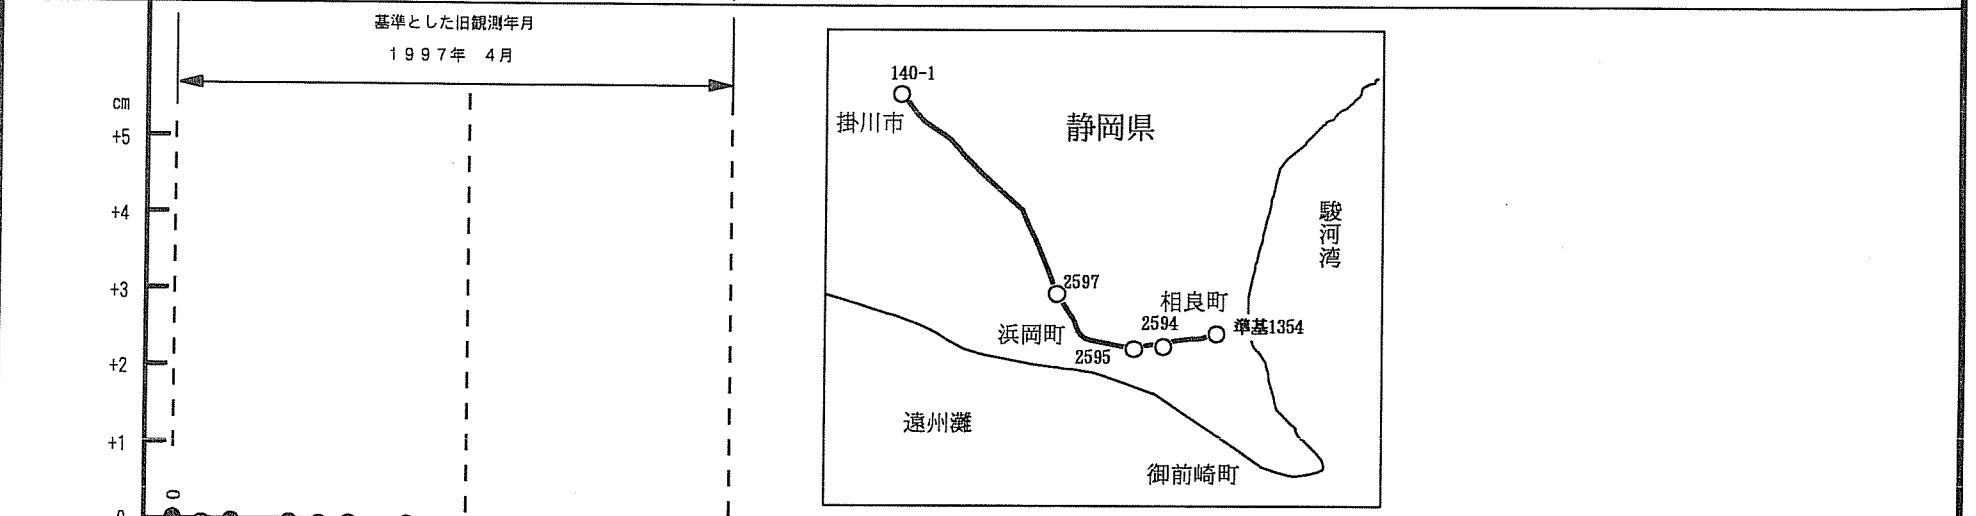 基準とした旧観測年月
1997年 4月
cm
+5
+4
+3
+2
+1
0
0
140-1
掛川市
静岡県
駿河湾
2597
相良町
浜岡町
2594
準基1354
2595
遠州灘
御前崎町